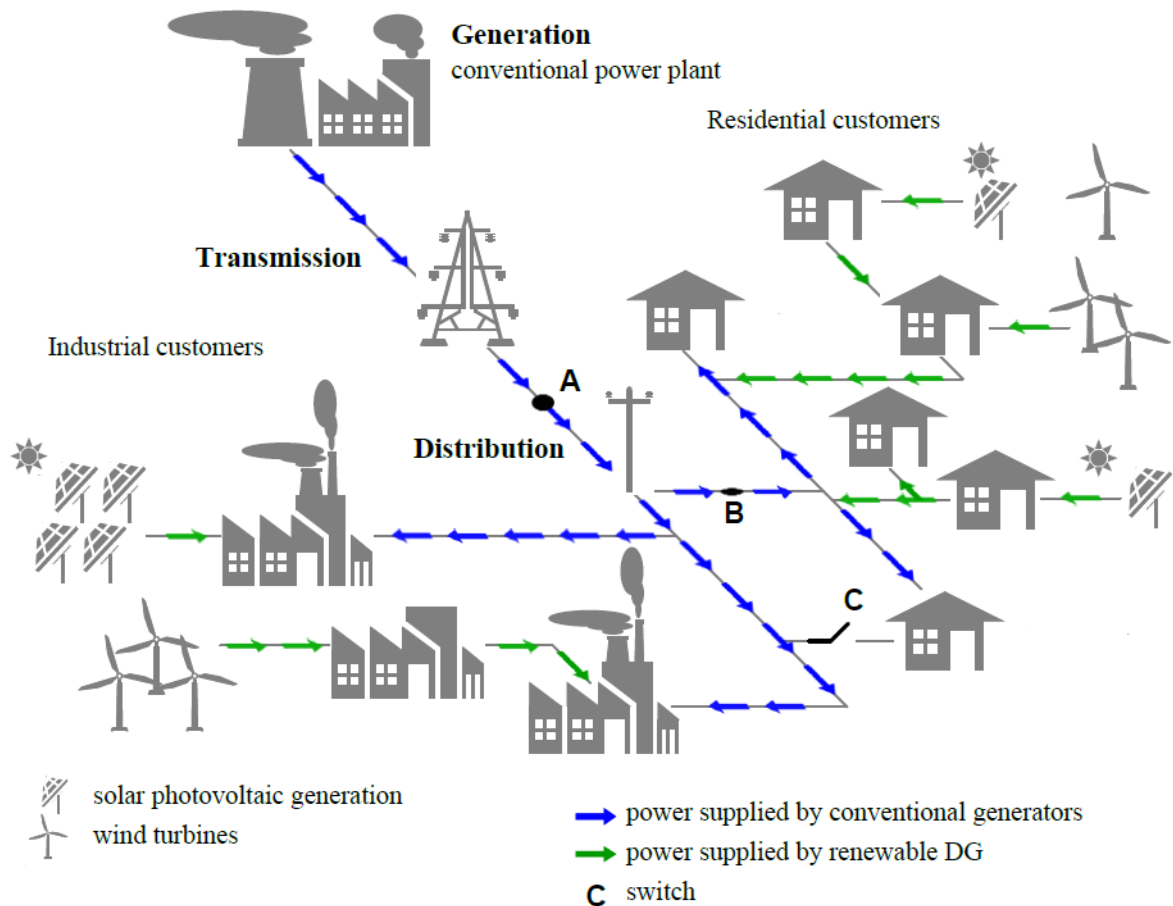 Generation
conventional power plant
Residential customers
Transmission
Industrial customers
A
Distribution
B
C
solar photovoltaic generation
wind turbines
power supplied by conventional generators
power supplied by renewable DG
C switch